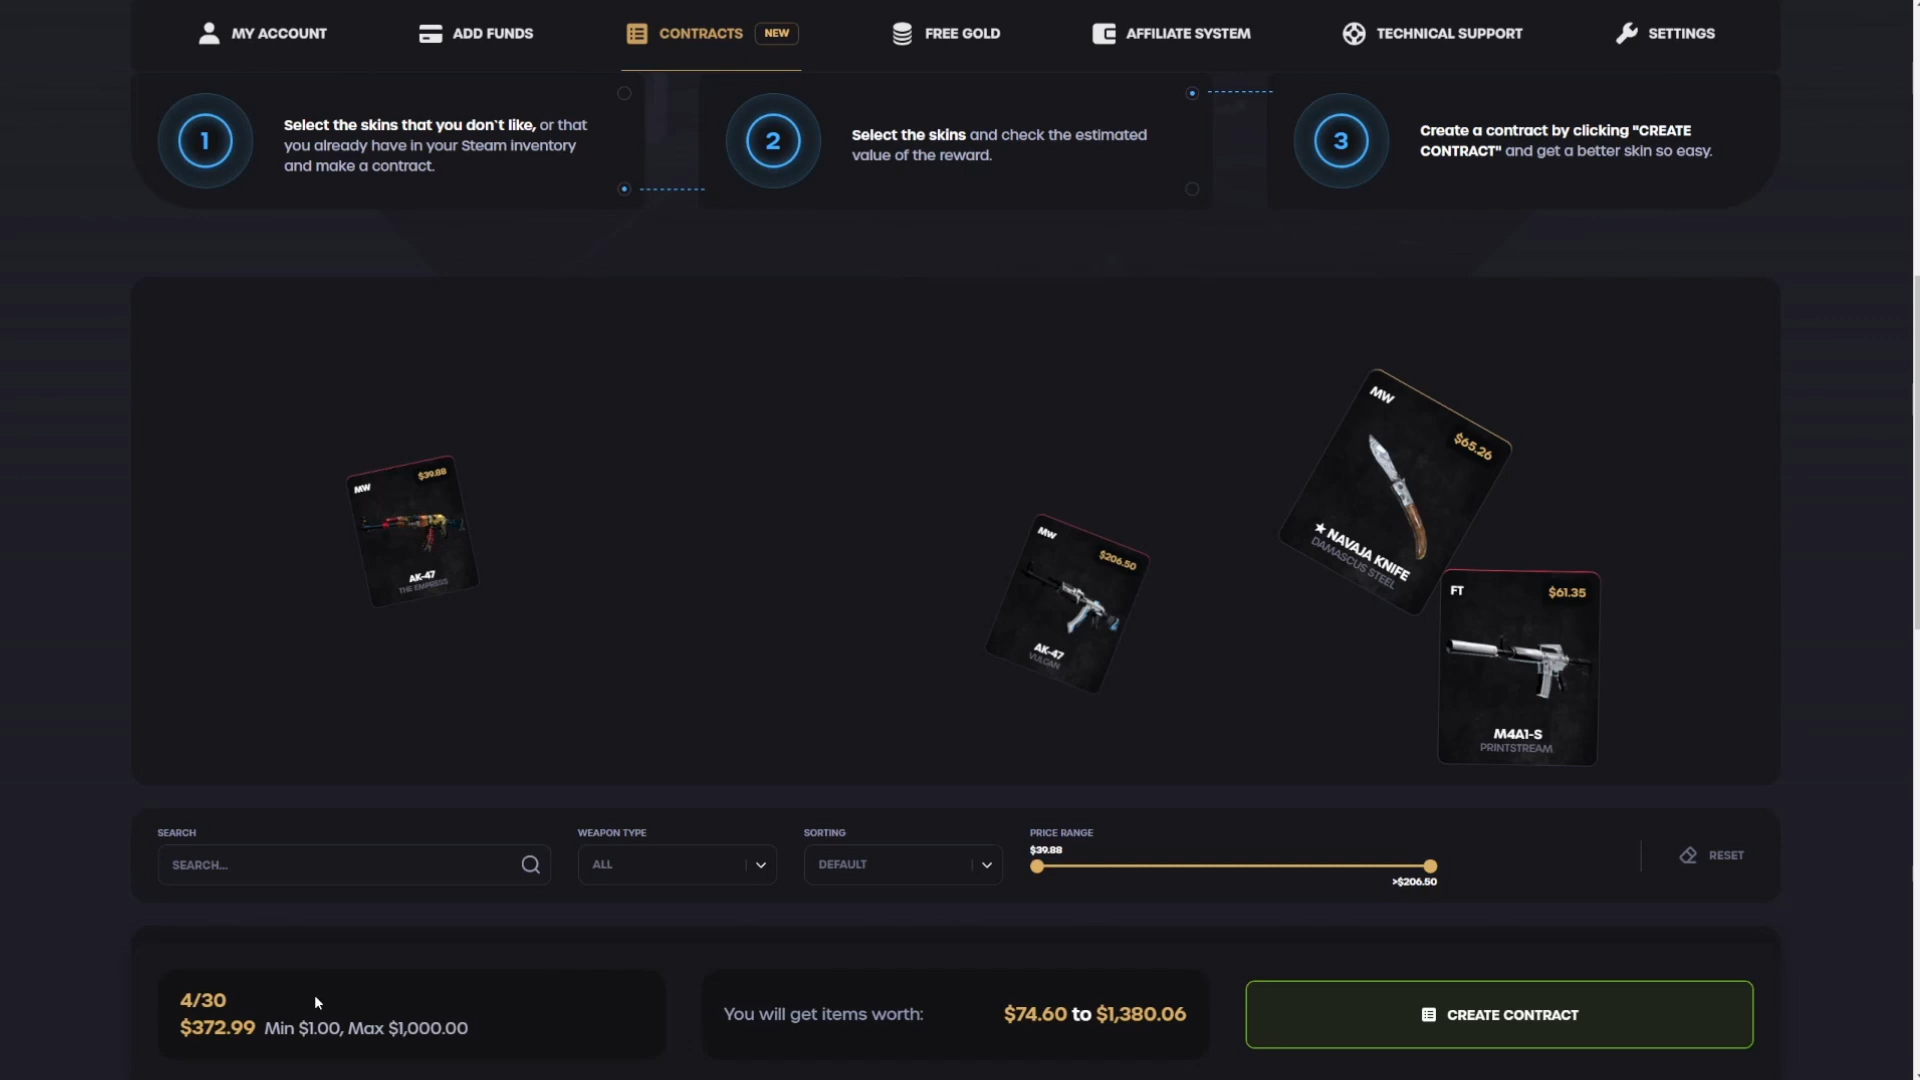 MY ACCOUNT
ADD FUNDS
CONTRACTS
NEW
FREE GOLD
AFFILIATE SYSTEM
TECHNICAL SUPPORT
SETTINGS
1
Select the skins that you don`t like, or that
you already have in your Steam inventory
and make a contract.
2
Select the skins and check the estimated
value of the reward.
3
Create a contract by clicking "CREATE
CONTRACT" and get a better skin so easy.
MW
$39.88
AK-47
THE EMPRESS
MW
$206.50
AK-47
VULCAN
MW
$65.26
★ NAVAJA KNIFE
DAMASCUS STEEL
FT
$61.35
M4A1-S
PRINTSTREAM
SEARCH
SEARCH...
WEAPON TYPE
ALL
SORTING
DEFAULT
PRICE RANGE
$39.88
>$206.50
RESET
4/30
$372.99 Min $1.00, Max $1,000.00
You will get items worth:
$74.60 to $1,380.06
CREATE CONTRACT